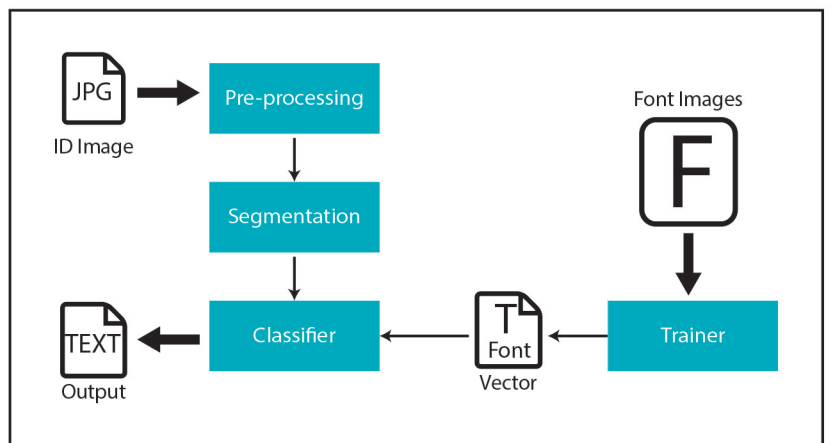 JPG
ID Image
Pre-processing
Segmentation
Classifier
TEXT
Output
Font Images
F
Trainer
T
Font
Vector